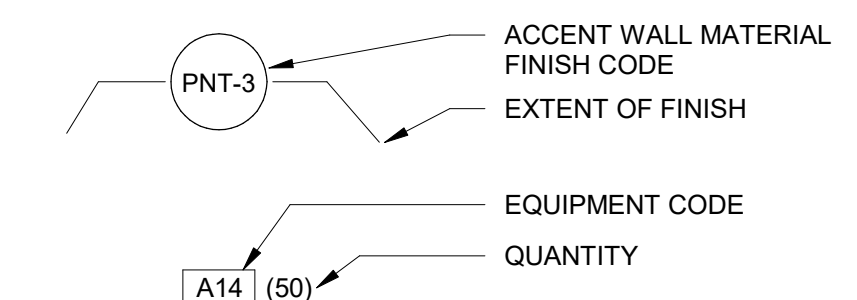 ACCENT WALL MATERIAL
FINISH CODE
PNT-3
EXTENT OF FINISH
EQUIPMENT CODE
QUANTITY
A14 (50)